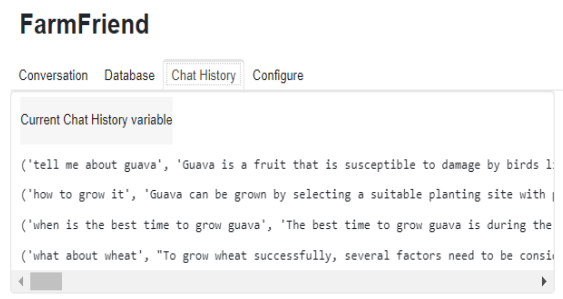 FarmFriend
Conversation Database Chat History Configure
Current Chat History variable
('tell me about guava', 'Guava is a fruit that is susceptible to damage by birds
('how to grow it', 'Guava can be grown by selecting a suitable planting site with
('when is the best time to grow guava', 'The best time to grow guava is during the
('what about wheat', "To grow wheat successfully, several factors need to be